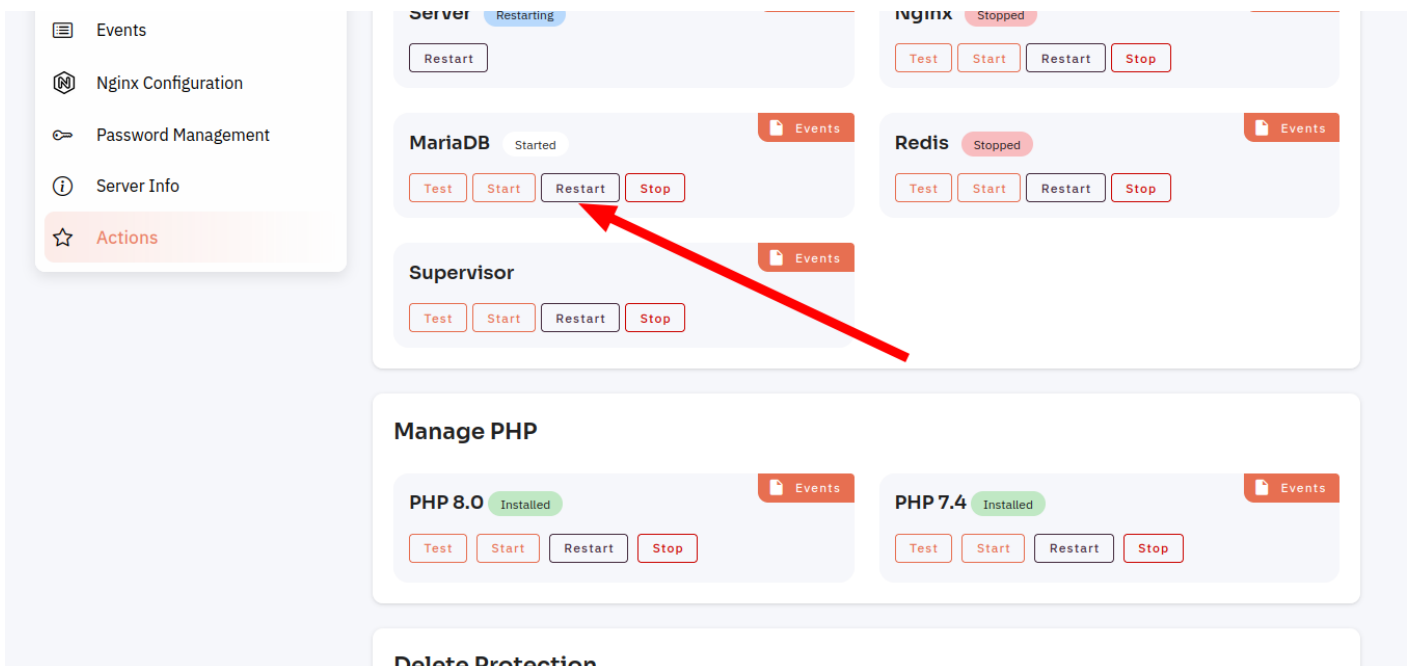 Events
Nginx Configuration
Password Management
Server Info
Actions
Server Restarting
Restart
Nginx Stopped
Test Start Restart Stop
MariaDB Started
Events
Test Start Restart Stop
Redis Stopped
Events
Test Start Restart Stop
Supervisor
Events
Test Start Restart Stop
Manage PHP
PHP 8.0 Installed
Events
Test Start Restart Stop
PHP 7.4 Installed
Events
Test Start Restart Stop
Delete Protection